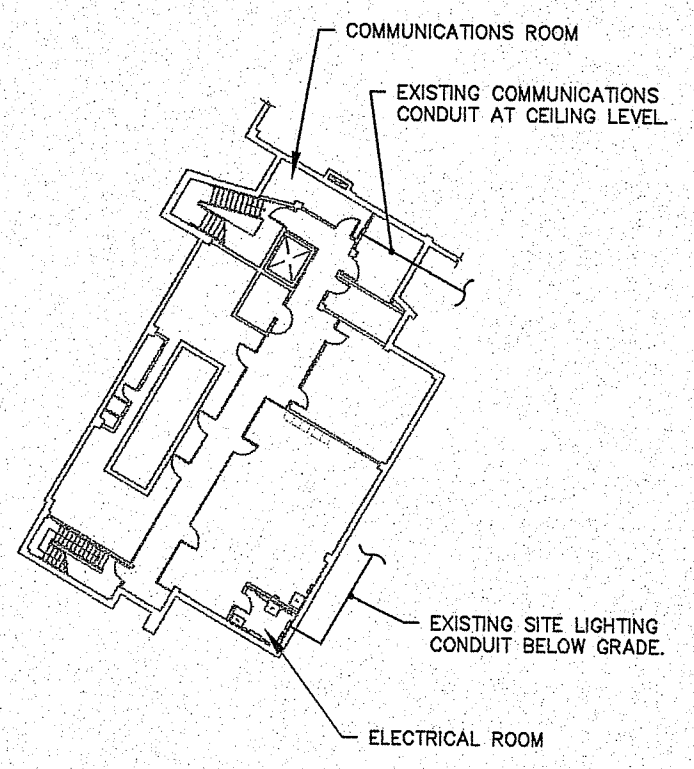 COMMUNICATIONS ROOM
EXISTING COMMUNICATIONS
CONDUIT AT CEILING LEVEL.
EXISTING SITE LIGHTING
CONDUIT BELOW GRADE.
ELECTRICAL ROOM